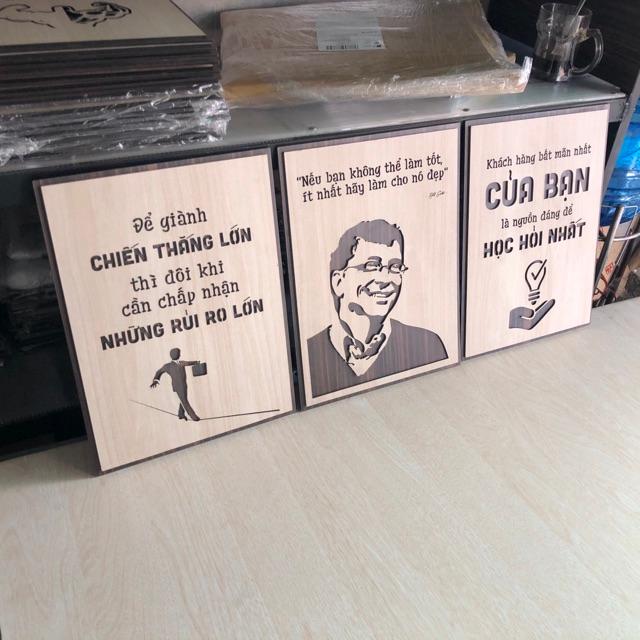 Để giành
CHIẾN THẮNG LỚN
thì đôi khi
cần chấp nhận
NHỮNG RỦI RO LỚN
"Nếu bạn không thể làm tốt,
ít nhất hãy làm cho nó đẹp"
Khách hàng bất mãn nhất
CỦA BẠN
là nguồn đáng để
HỌC HỎI NHẤT